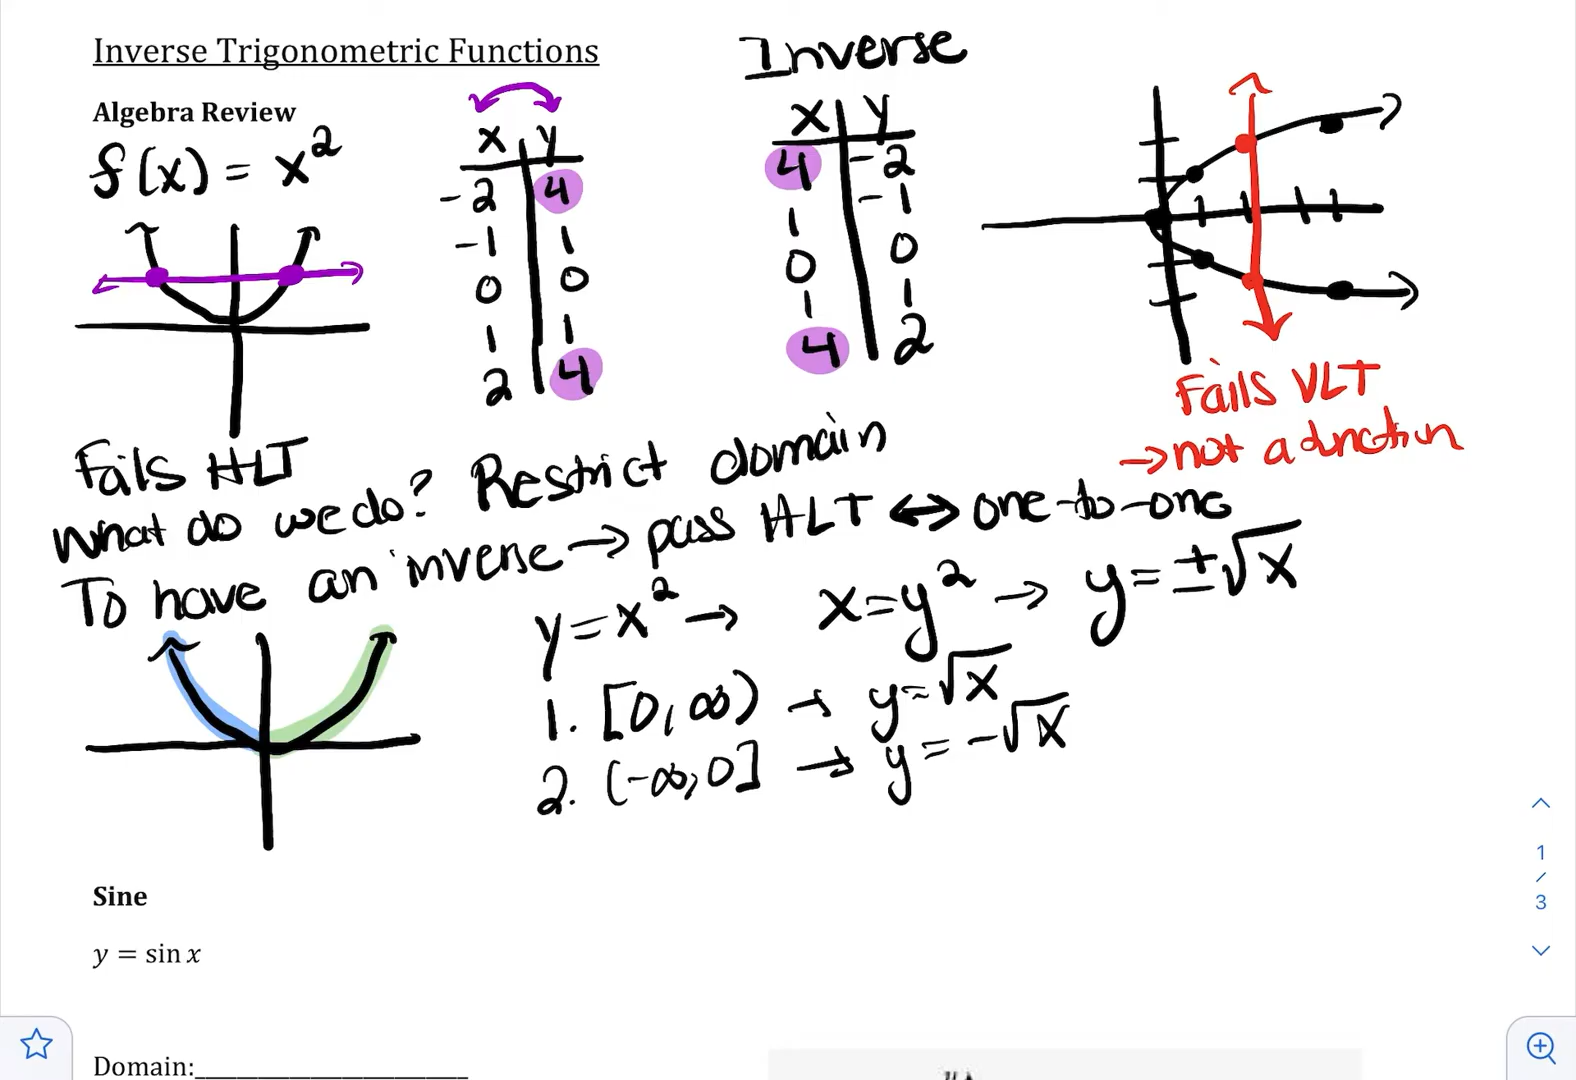 Inverse Trigonometric Functions
Inverse
Algebra Review
f(x) = x²
x y
-2 4
-1 1
0 0
1 1
2 4
x y
4 -2
1 -1
0 0
1 1
4 2
Fails VLT
→ not a function
Fails HLT
What do we do? Restrict domain
To have an inverse → pass HLT ↔ one-to-one
y=x² → x=y² → y=±√x
1. [0,∞) → y=√x
2. (-∞,0] → y=-√x
Sine
y = sin x
Domain:____________________
y
1
/
3